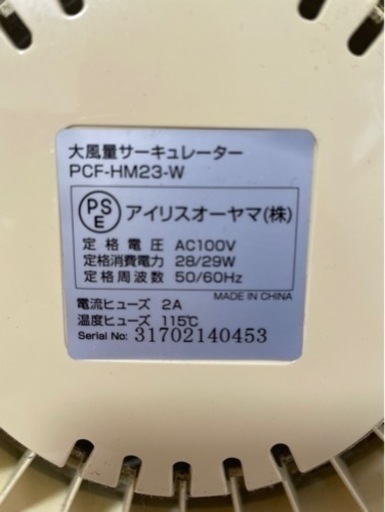 大風量サーキュレーター
PCF-HM23-W
PSE アイリスオーヤマ(株)
定格電圧 AC100V
定格消費電力 28/29W
定格周波数 50/60Hz
MADE IN CHINA
電流ヒューズ 2A
温度ヒューズ 115℃
Serial No: 31702140453